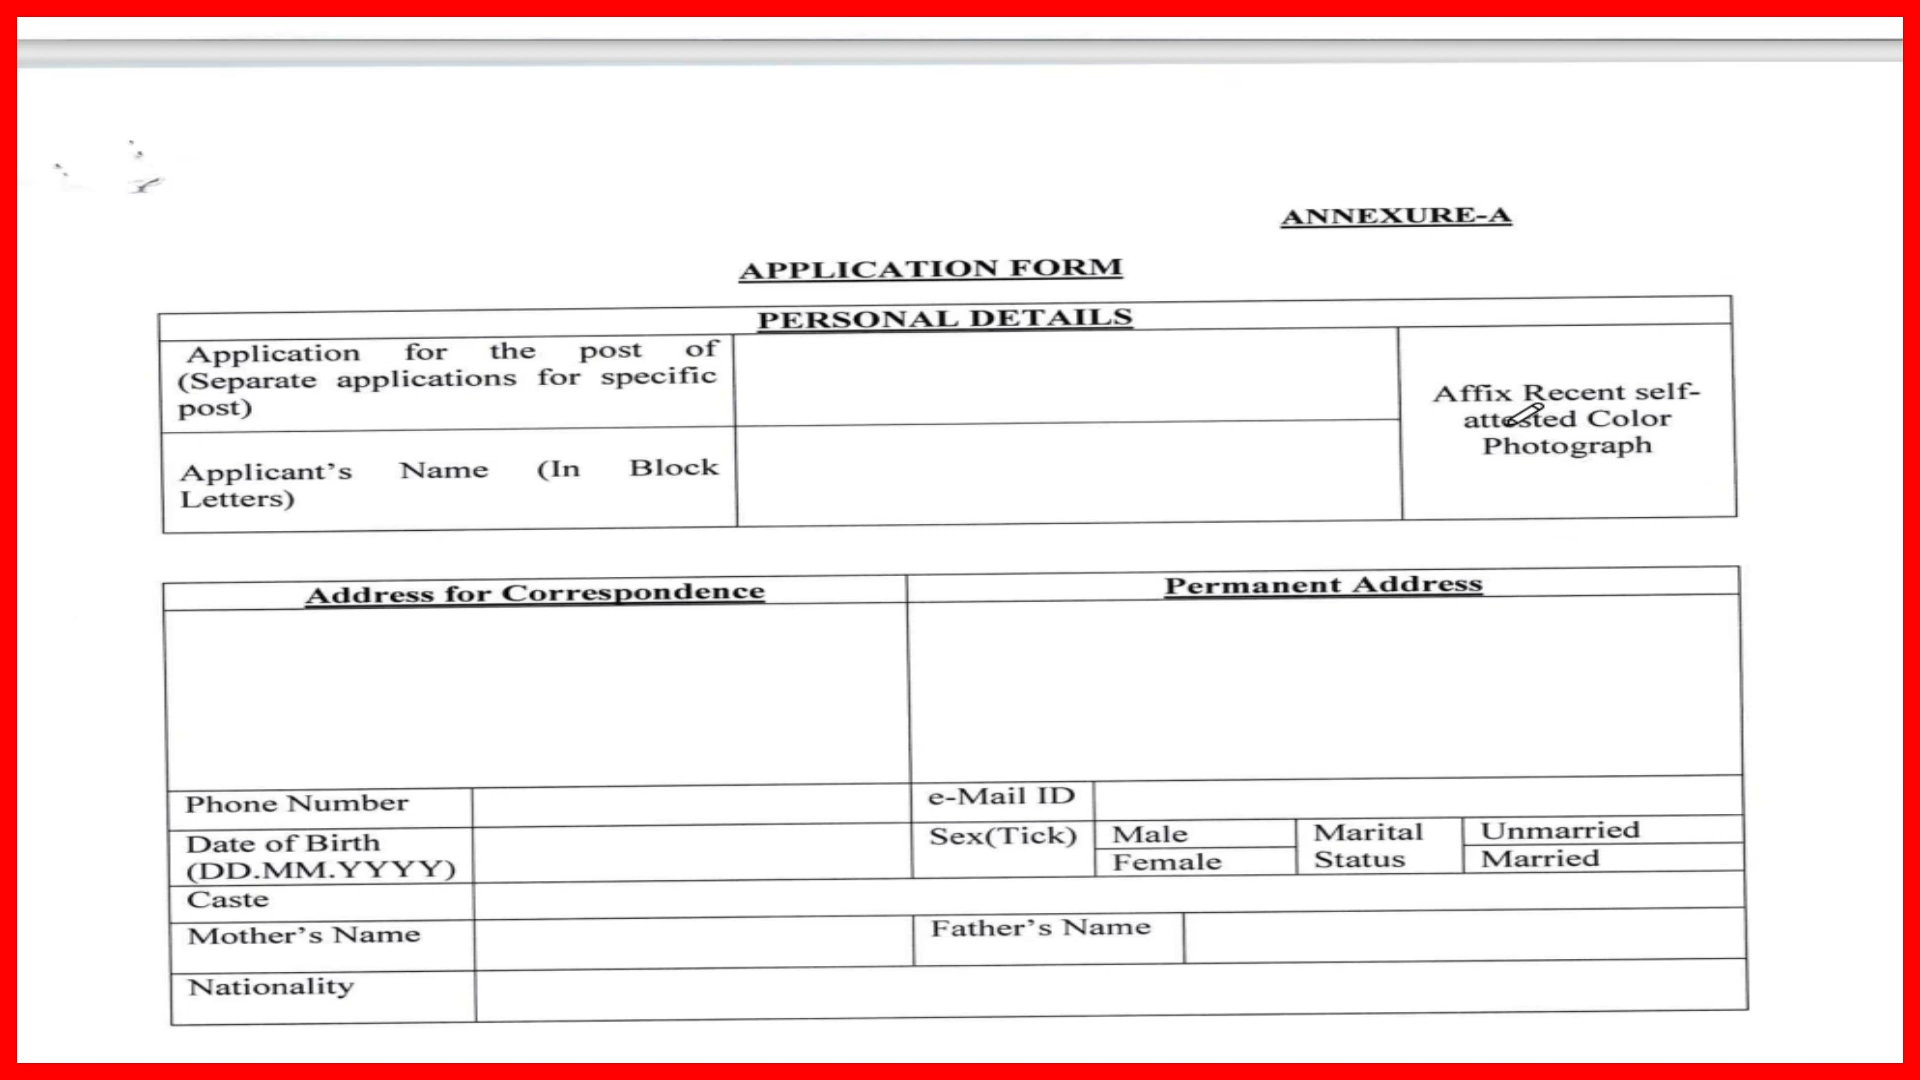 ANNEXURE-A
APPLICATION FORM
PERSONAL DETAILS
Application for the post of
(Separate applications for specific
post)
Affix Recent self-
attested Color
Photograph
Applicant's Name (In Block
Letters)
Address for Correspondence
Permanent Address
Phone Number
e-Mail ID
Date of Birth
(DD.MM.YYYY)
Sex(Tick)
Male
Female
Marital
Status
Unmarried
Married
Caste
Mother's Name
Father's Name
Nationality